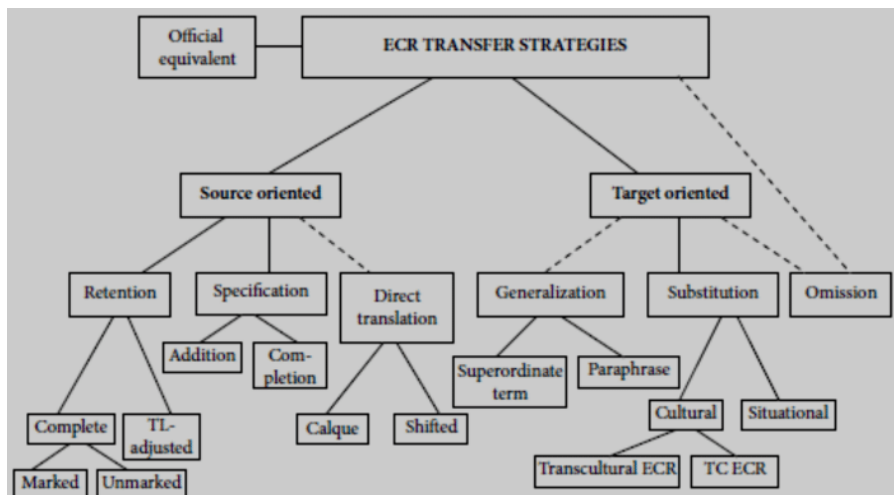 Official
equivalent
ECR TRANSFER STRATEGIES
Source oriented
Target oriented
Retention
Specification
Direct
translation
Generalization
Substitution
Omission
Addition
Com-
pletion
Superordinate
term
Paraphrase
Complete
TL-
adjusted
Calque
Shifted
Cultural
Situational
Marked
Unmarked
Transcultural ECR
TC ECR